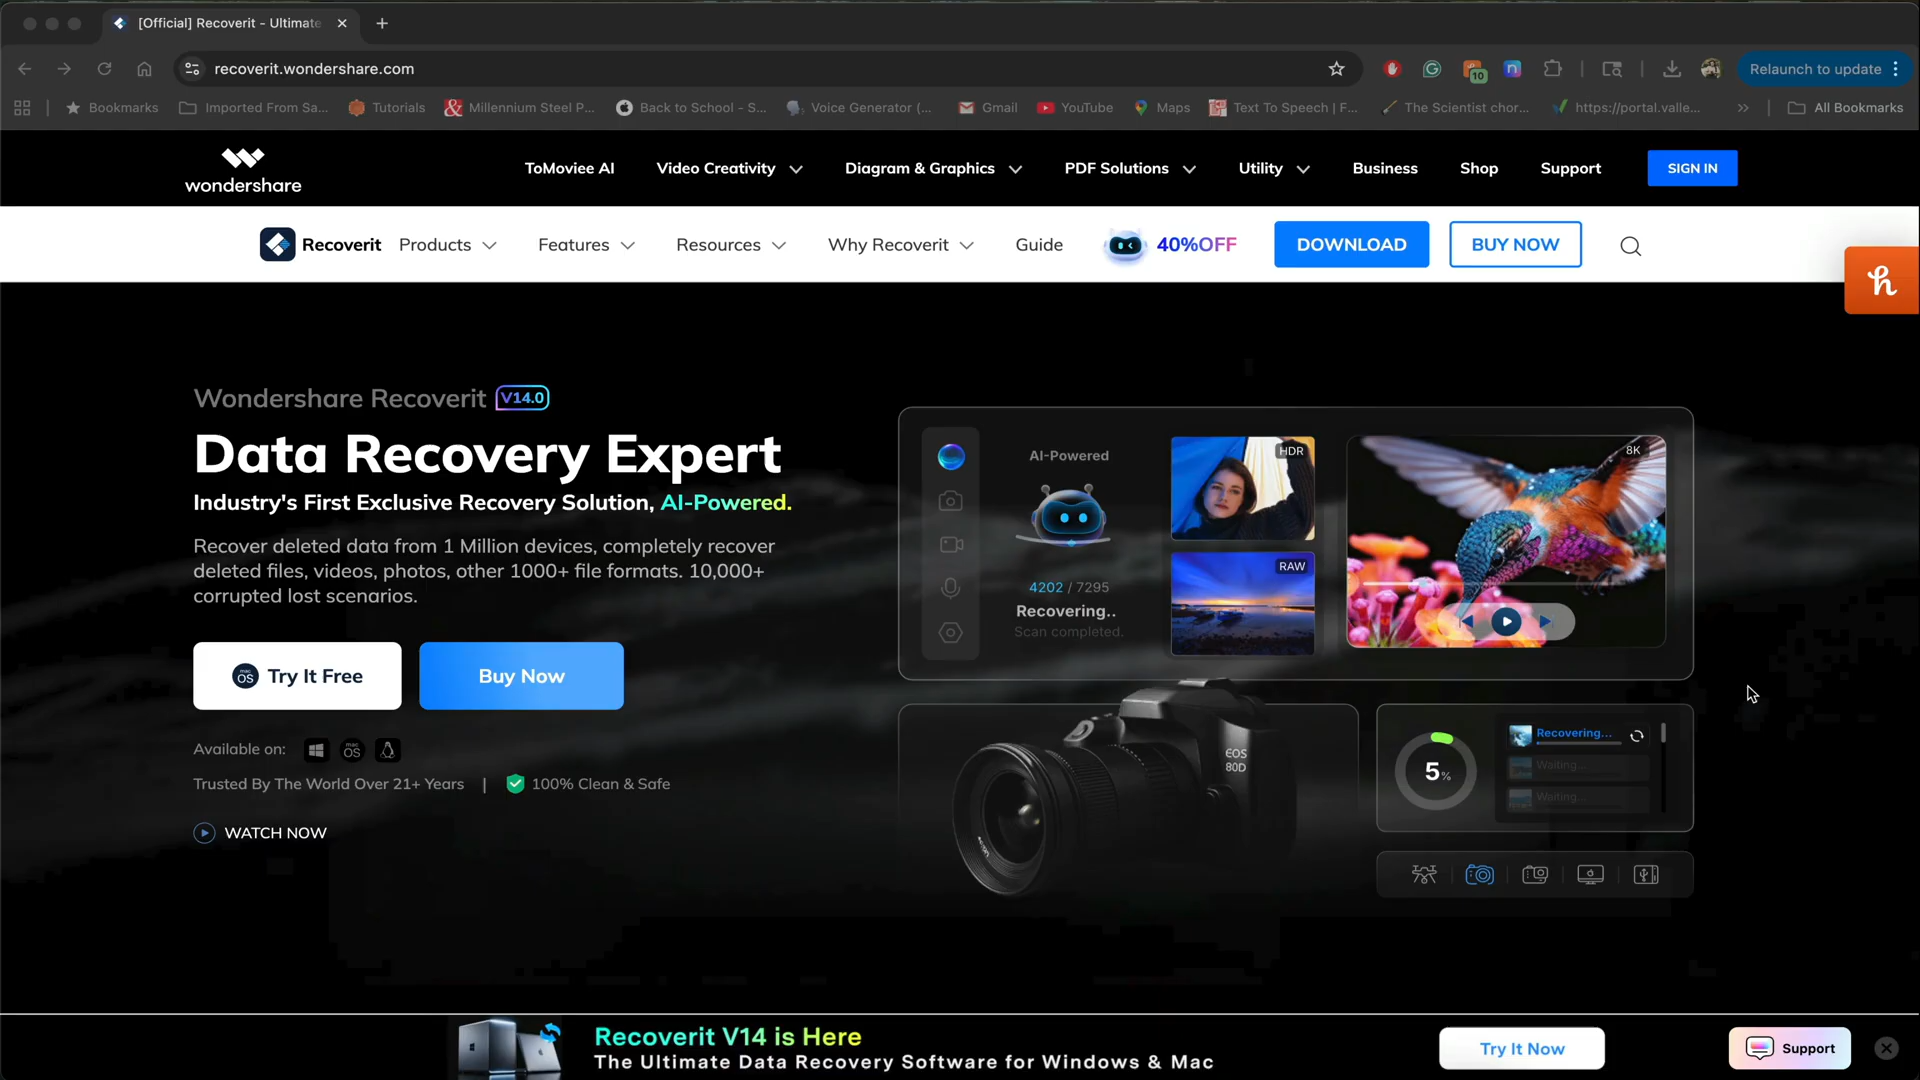 [Official] Recoverit - Ultimate
recoverit.wondershare.com
10
Relaunch to update
Bookmarks
Imported From Sa...
Tutorials
Millennium Steel P...
Back to School - S...
Voice Generator (...
Gmail
YouTube
Maps
Text To Speech | F...
The Scientist chor...
https://portal.valle...
All Bookmarks
wondershare
ToMoviee AI
Video Creativity
Diagram & Graphics
PDF Solutions
Utility
Business
Shop
Support
SIGN IN
Recoverit
Products
Features
Resources
Why Recoverit
Guide
40%OFF
DOWNLOAD
BUY NOW
Wondershare Recoverit V14.0
Data Recovery Expert
Industry's First Exclusive Recovery Solution, AI-Powered.
Recover deleted data from 1 Million devices, completely recover
deleted files, videos, photos, other 1000+ file formats. 10,000+
corrupted lost scenarios.
macOS Try It Free
Buy Now
Available on:
macOS
Trusted By The World Over 21+ Years | 100% Clean & Safe
WATCH NOW
AI-Powered
4202 / 7295
Recovering..
Scan completed.
HDR
RAW
8K
EOS
80D
5%
Recovering...
Waiting...
Waiting...
Recoverit V14 is Here
The Ultimate Data Recovery Software for Windows & Mac
Try It Now
Support